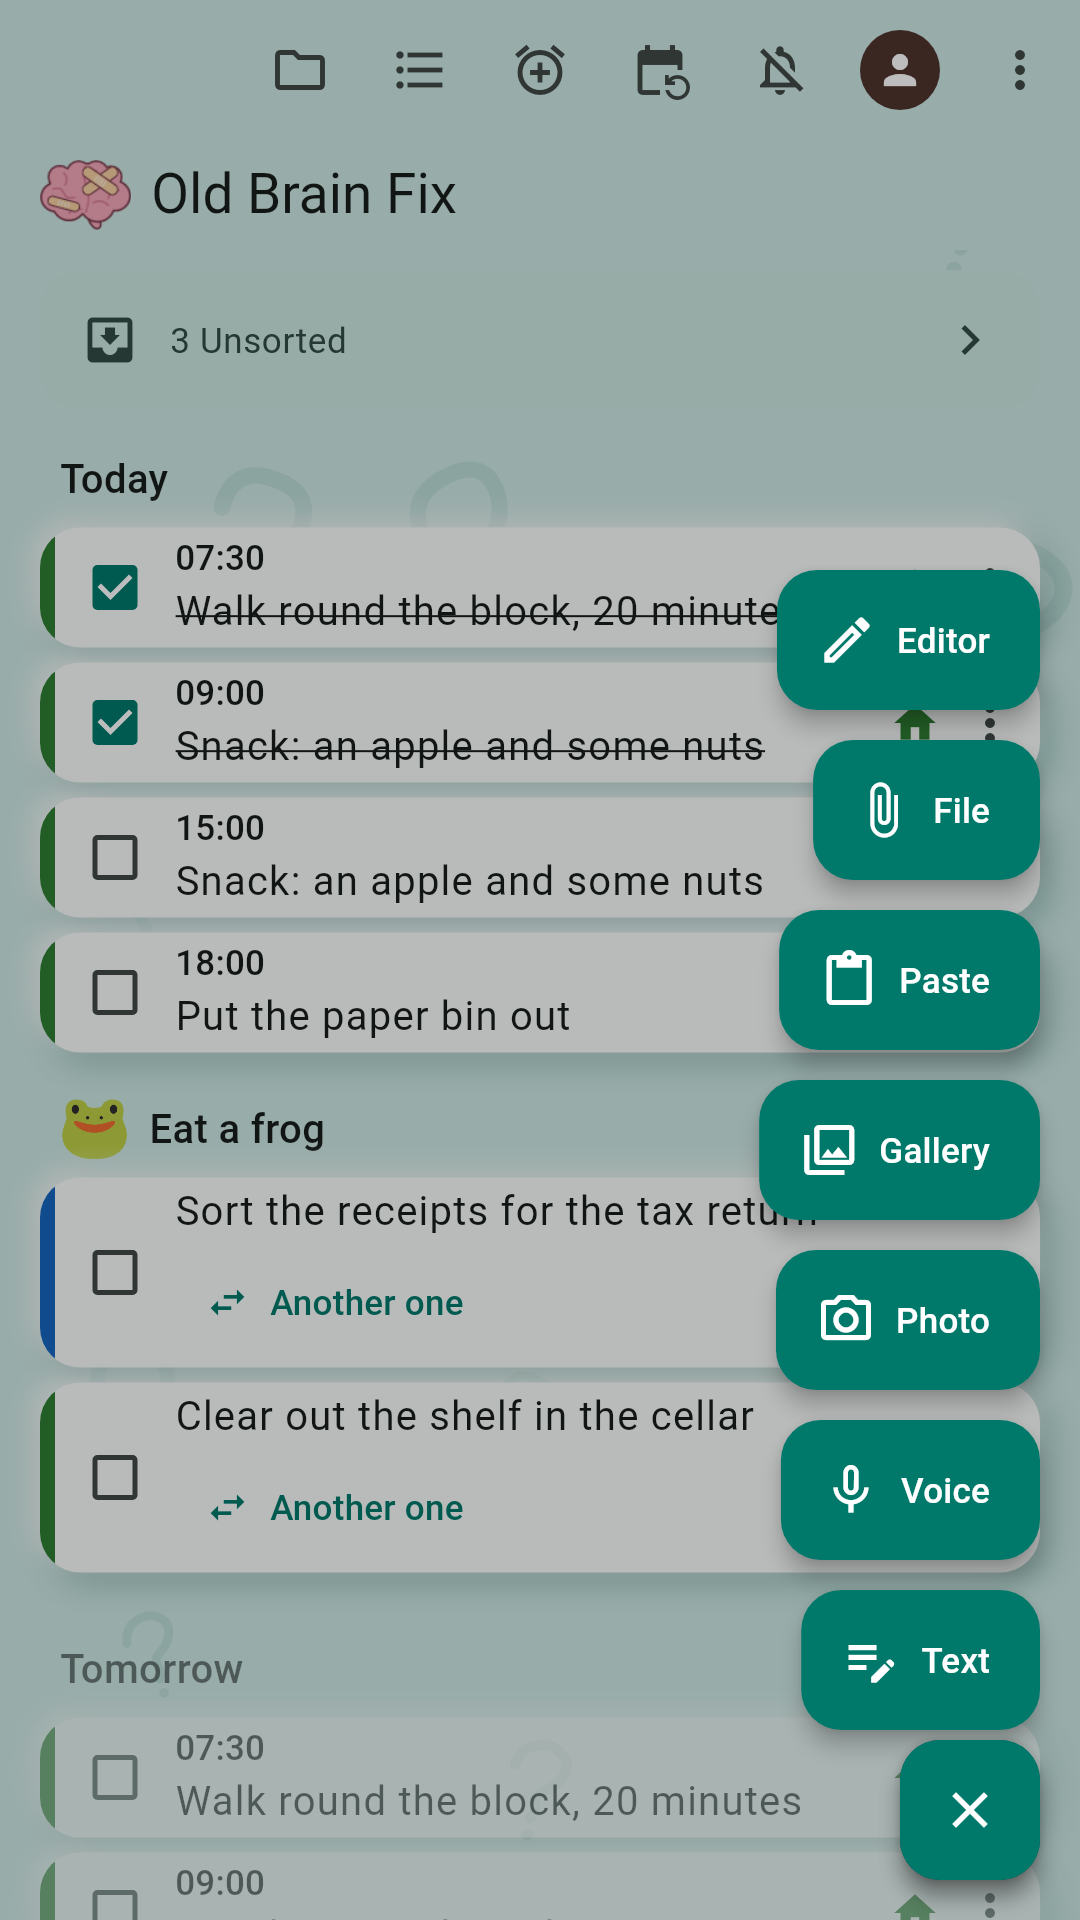 Old Brain Fix
3 Unsorted
Today
07:30
Walk round the block, 20 minute
Editor
09:00
Snack: an apple and some nuts
File
15:00
Snack: an apple and some nuts
18:00
Put the paper bin out
Paste
Eat a frog
Gallery
Sort the receipts for the tax return
Another one
Photo
Clear out the shelf in the cellar
Another one
Voice
Text
Tomorrow
07:30
Walk round the block, 20 minutes
09:00